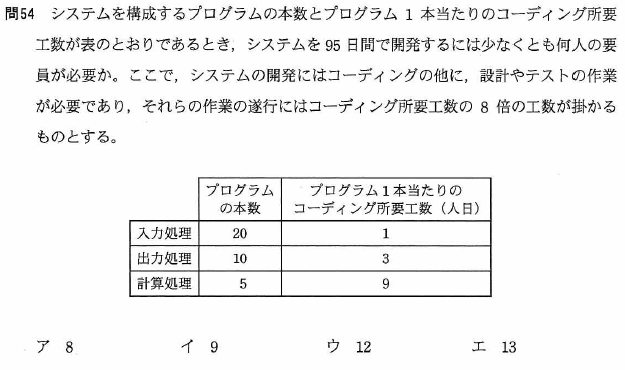 問54 システムを構成するプログラムの本数とプログラム 1 本当たりのコーディング所要
工数が表のとおりであるとき，システムを 95 日間で開発するには少なくとも何人の要
員が必要か。ここで，システムの開発にはコーディングの他に，設計やテストの作業
が必要であり，それらの作業の遂行にはコーディング所要工数の 8 倍の工数が掛かる
ものとする。
プログラム の本数 プログラム1本当たりの コーディング所要工数（人日）
入力処理 20 1
出力処理 10 3
計算処理 5 9
ア 8 イ 9 ウ 12 エ 13